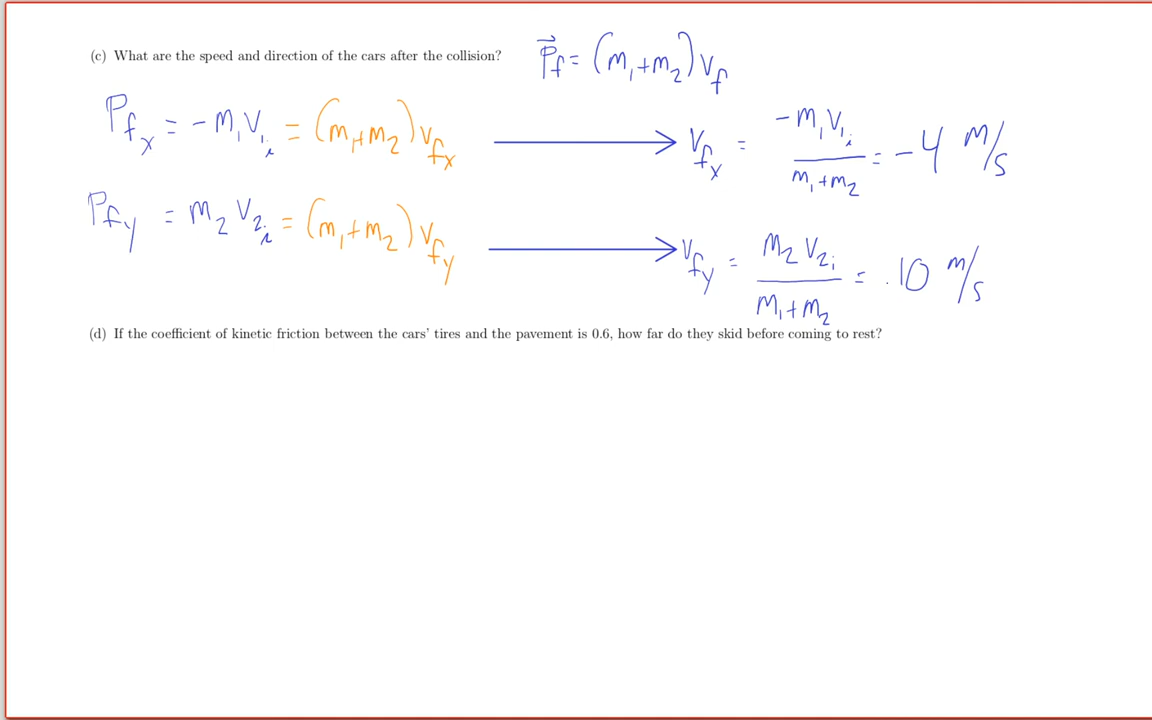 (c) What are the speed and direction of the cars after the collision?
P⃗f = (m₁+m₂) vf
Pfx = -m₁v₁i = (m₁+m₂) vfx → vfx = -m₁v₁i / m₁+m₂ = -4 m/s
Pfy = m₂v₂i = (m₁+m₂) vfy → vfy = m₂v₂i / m₁+m₂ = .10 m/s
(d) If the coefficient of kinetic friction between the cars' tires and the pavement is 0.6, how far do they skid before coming to rest?